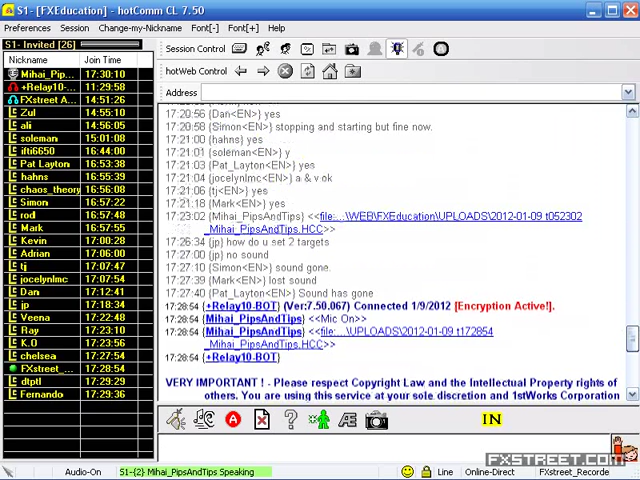 S1- [FXEducation] - hotComm CL 7.50
Preferences Session Change-my-Nickname Font[-] Font[+] Help
S1- Invited [26]
Session Control
hotWeb Control
Address
Nickname Join Time
Mihai_Pips... 17:30:10
+Relay10-... 11:29:58
FXstreet A... 14:51:26
Zul 14:55:10
ali 14:56:05
soleman 15:01:08
ifti6650 16:44:00
Pat Layton 16:53:38
hahns 16:55:39
chaos_theory 16:56:08
Simon 16:57:22
rod 16:57:48
Mark 16:57:55
Kevin 17:00:28
Adrian 17:06:00
tj 17:07:47
jocelynlmc 17:07:54
Dan 17:12:41
jp 17:18:34
Veena 17:22:48
Ray 17:23:10
K.O 17:23:56
chelsea 17:27:54
FXstreet_... 17:28:54
dtptl 17:29:29
Fernando 17:29:36
17:20:56 {Dan<EN>} yes
17:20:58 {Simon<EN>} stopping and starting but fine now.
17:21:00 {hahns<EN>} yes
17:21:01 {soleman<EN>} y
17:21:03 {Pat_Layton<EN>} yes
17:21:04 {jocelynlmc<EN>} a & v ok
17:21:06 {tj<EN>} yes
17:21:18 {Mark<EN>} yes
17:23:02 {Mihai_PipsAndTips} <<file:...\WEB\FXEducation\UPLOADS\2012-01-09 t052302
_Mihai_PipsAndTips.HCC>>
17:26:34 {jp} how do u set 2 targets
17:27:04 {jp} no sound
17:27:10 {Simon<EN>} sound gone.
17:27:39 {Mark<EN>} lost sound
17:27:40 {Pat_Layton<EN>} Sound has gone
17:28:54 {+Relay10-BOT} (Ver:7.50.067) Connected 1/9/2012 [Encryption Active!].
17:28:54 {Mihai_PipsAndTips} <<Mic On>>
17:28:54 {Mihai_PipsAndTips} <<file:...\UPLOADS\2012-01-09 t172854
_Mihai_PipsAndTips.HCC>>
17:28:54 {+Relay10-BOT}
VERY IMPORTANT ! - Please respect Copyright Law and the Intellectual Property rights of
others. You are using this service at your sole discretion and 1stWorks Corporation
IN
FXSTREET.COM
Audio-On S1-{2} Mihai_PipsAndTips Speaking Line Online-Direct FXstreet_Recorde